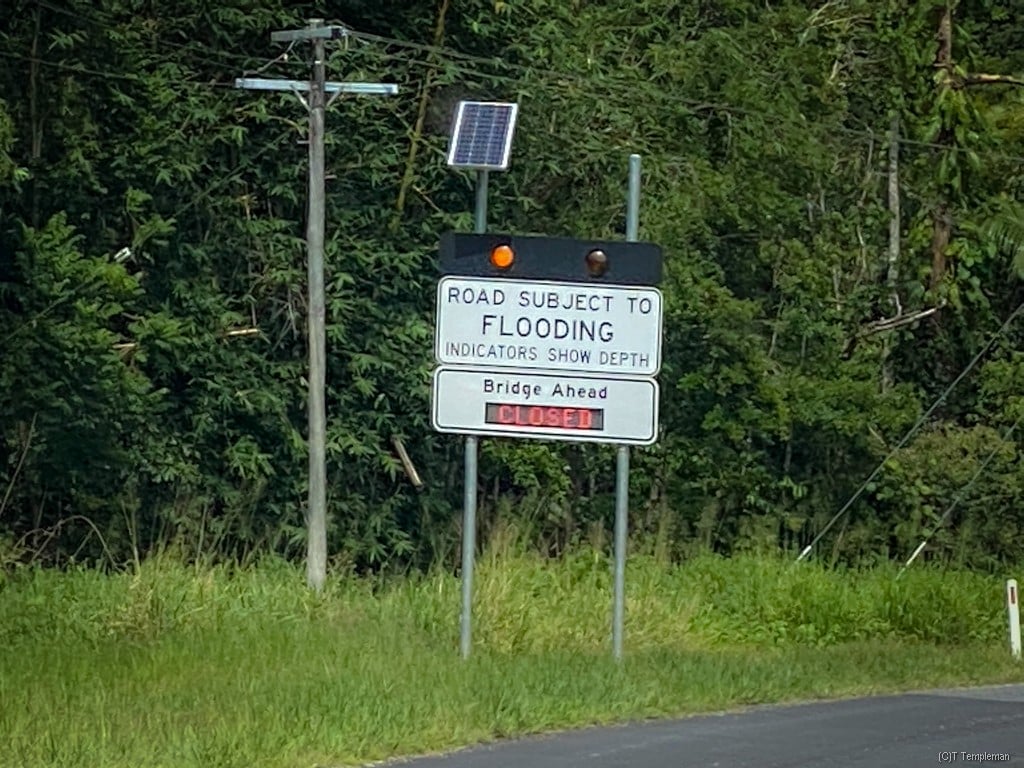 ROAD SUBJECT TO
FLOODING
INDICATORS SHOW DEPTH
Bridge Ahead
CLOSED
(C)T Templeman